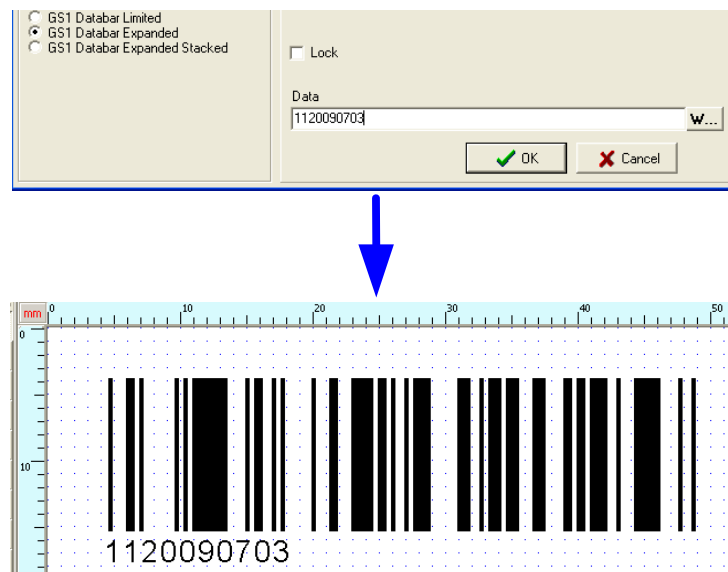 GS1 Databar Limited
GS1 Databar Expanded
GS1 Databar Expanded Stacked
Lock
Data
1120090703 W...
OK Cancel
mm 0 10 20 30 40 50
0
10
1120090703